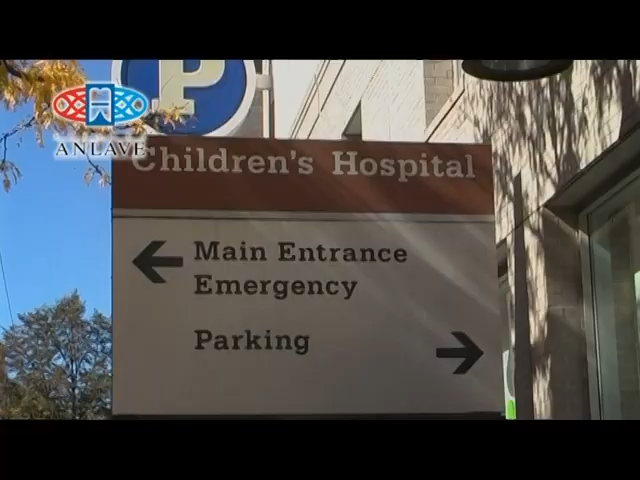 P
ANLAVE
Children's Hospital
Main Entrance
Emergency
Parking